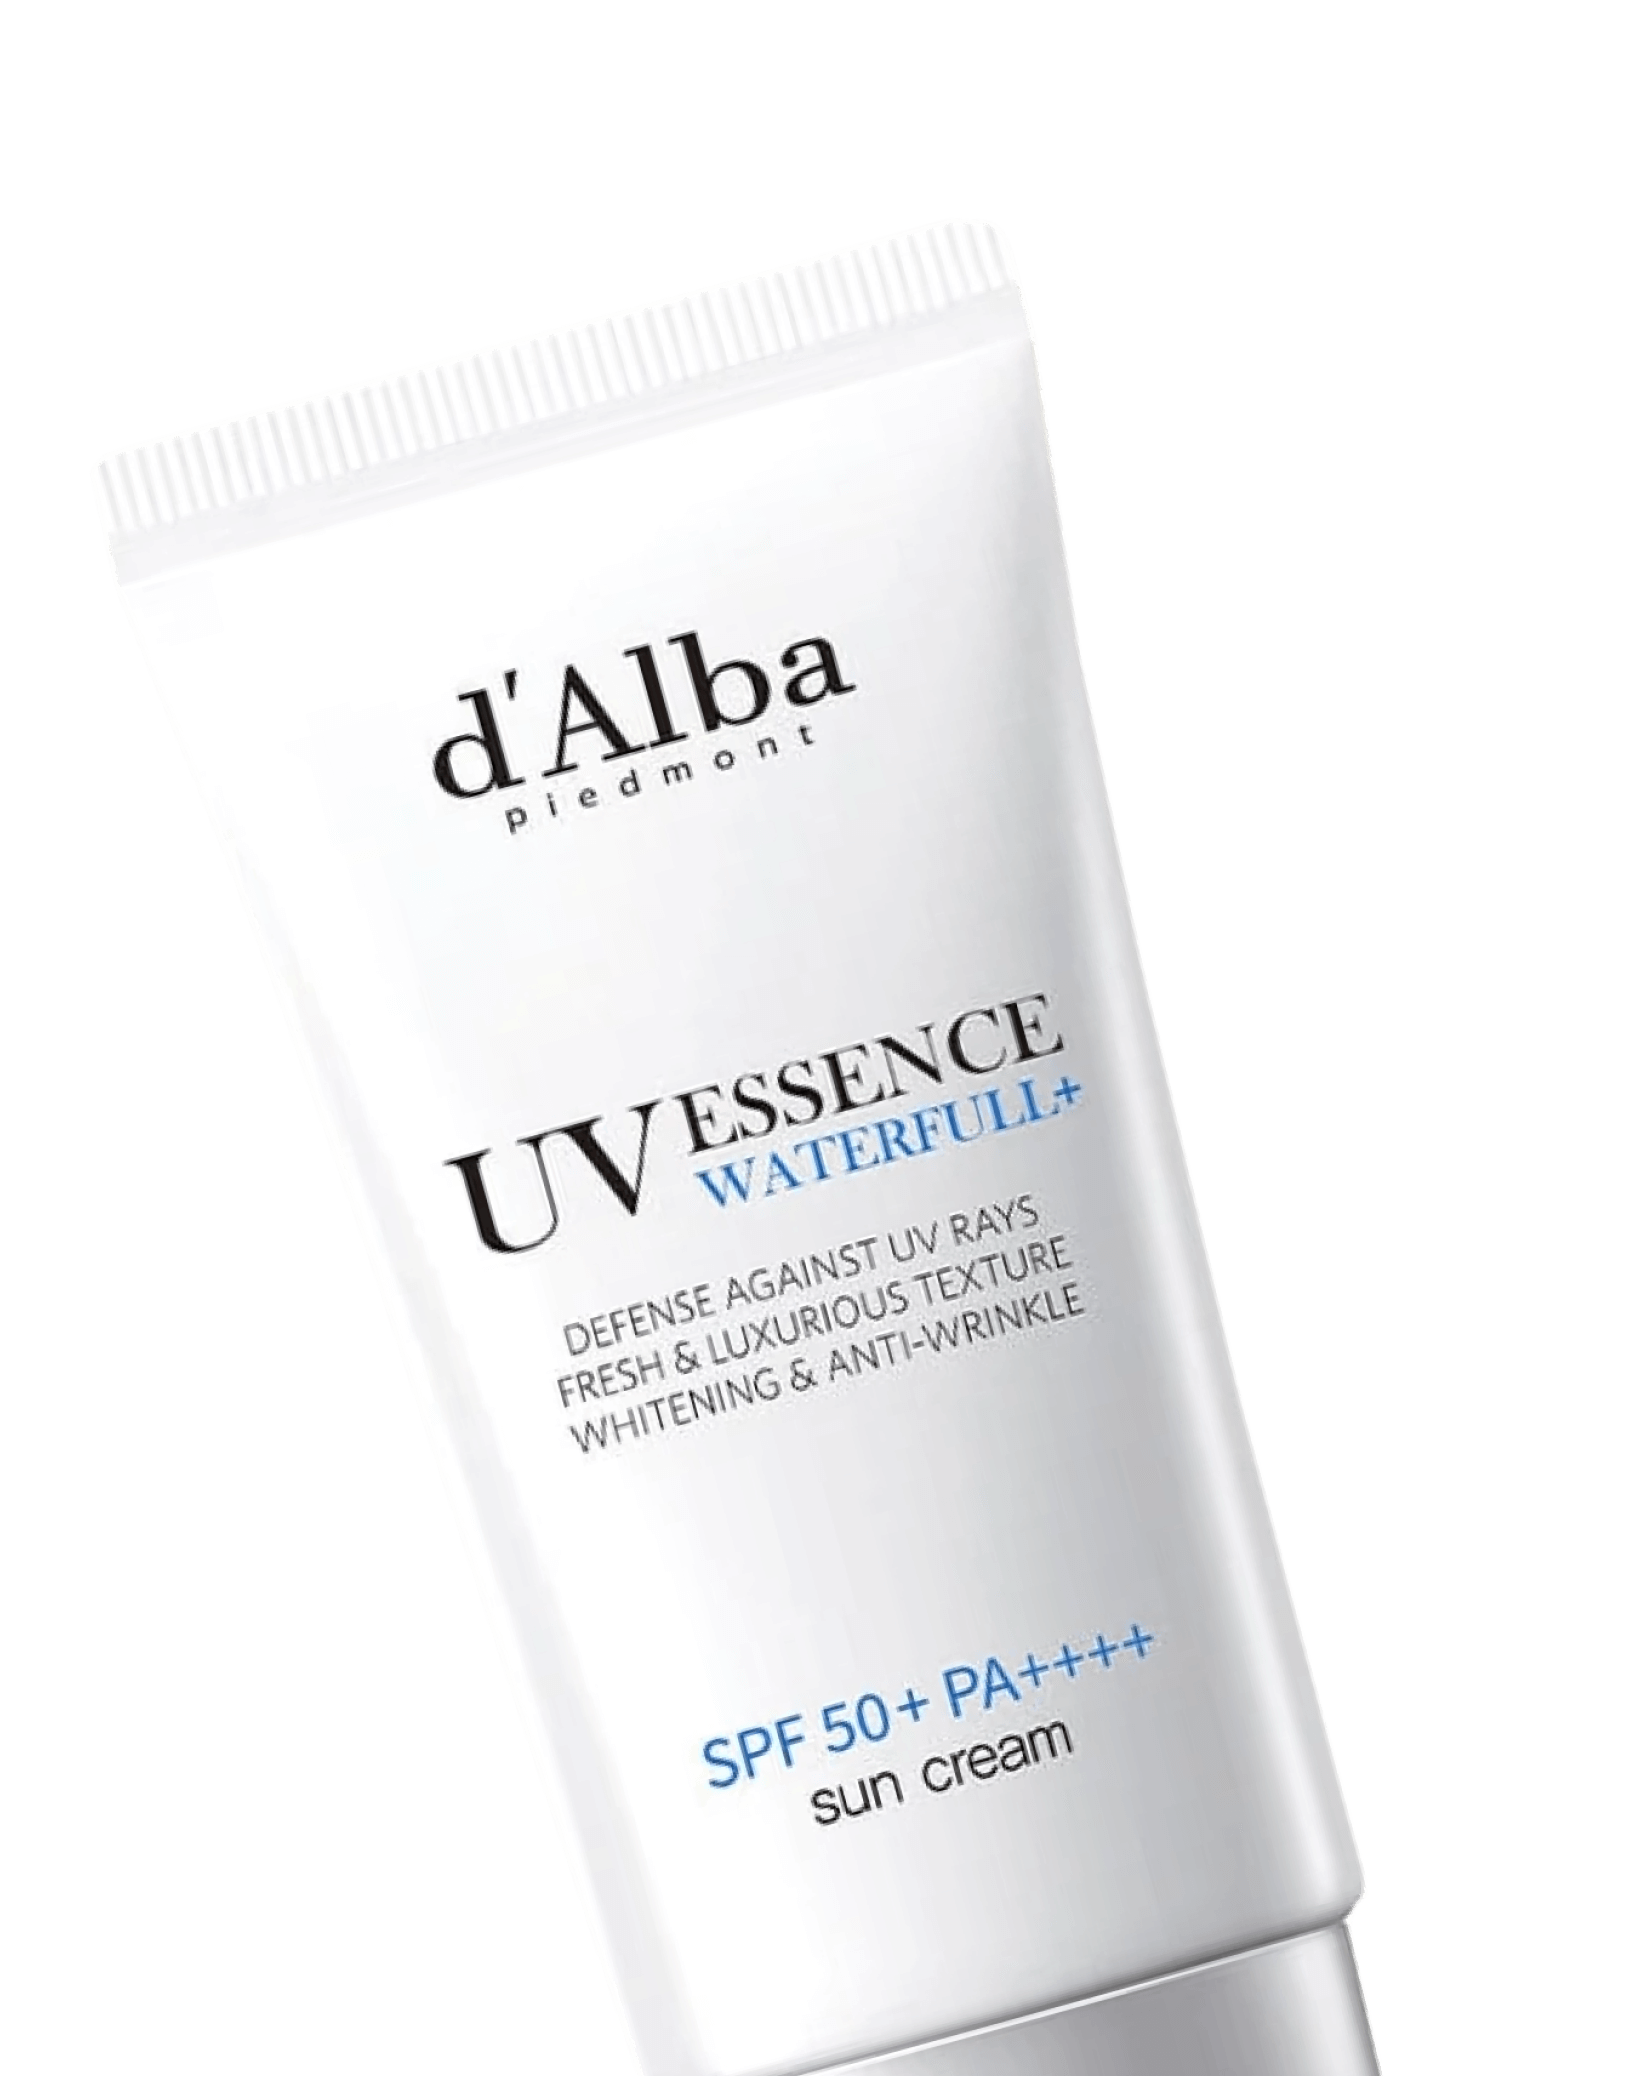 d'Alba
piedmont
UV ESSENCE
WATERFULL+
DEFENSE AGAINST UV RAYS
FRESH & LUXURIOUS TEXTURE
WHITENING & ANTI-WRINKLE
SPF 50+ PA++++
sun cream